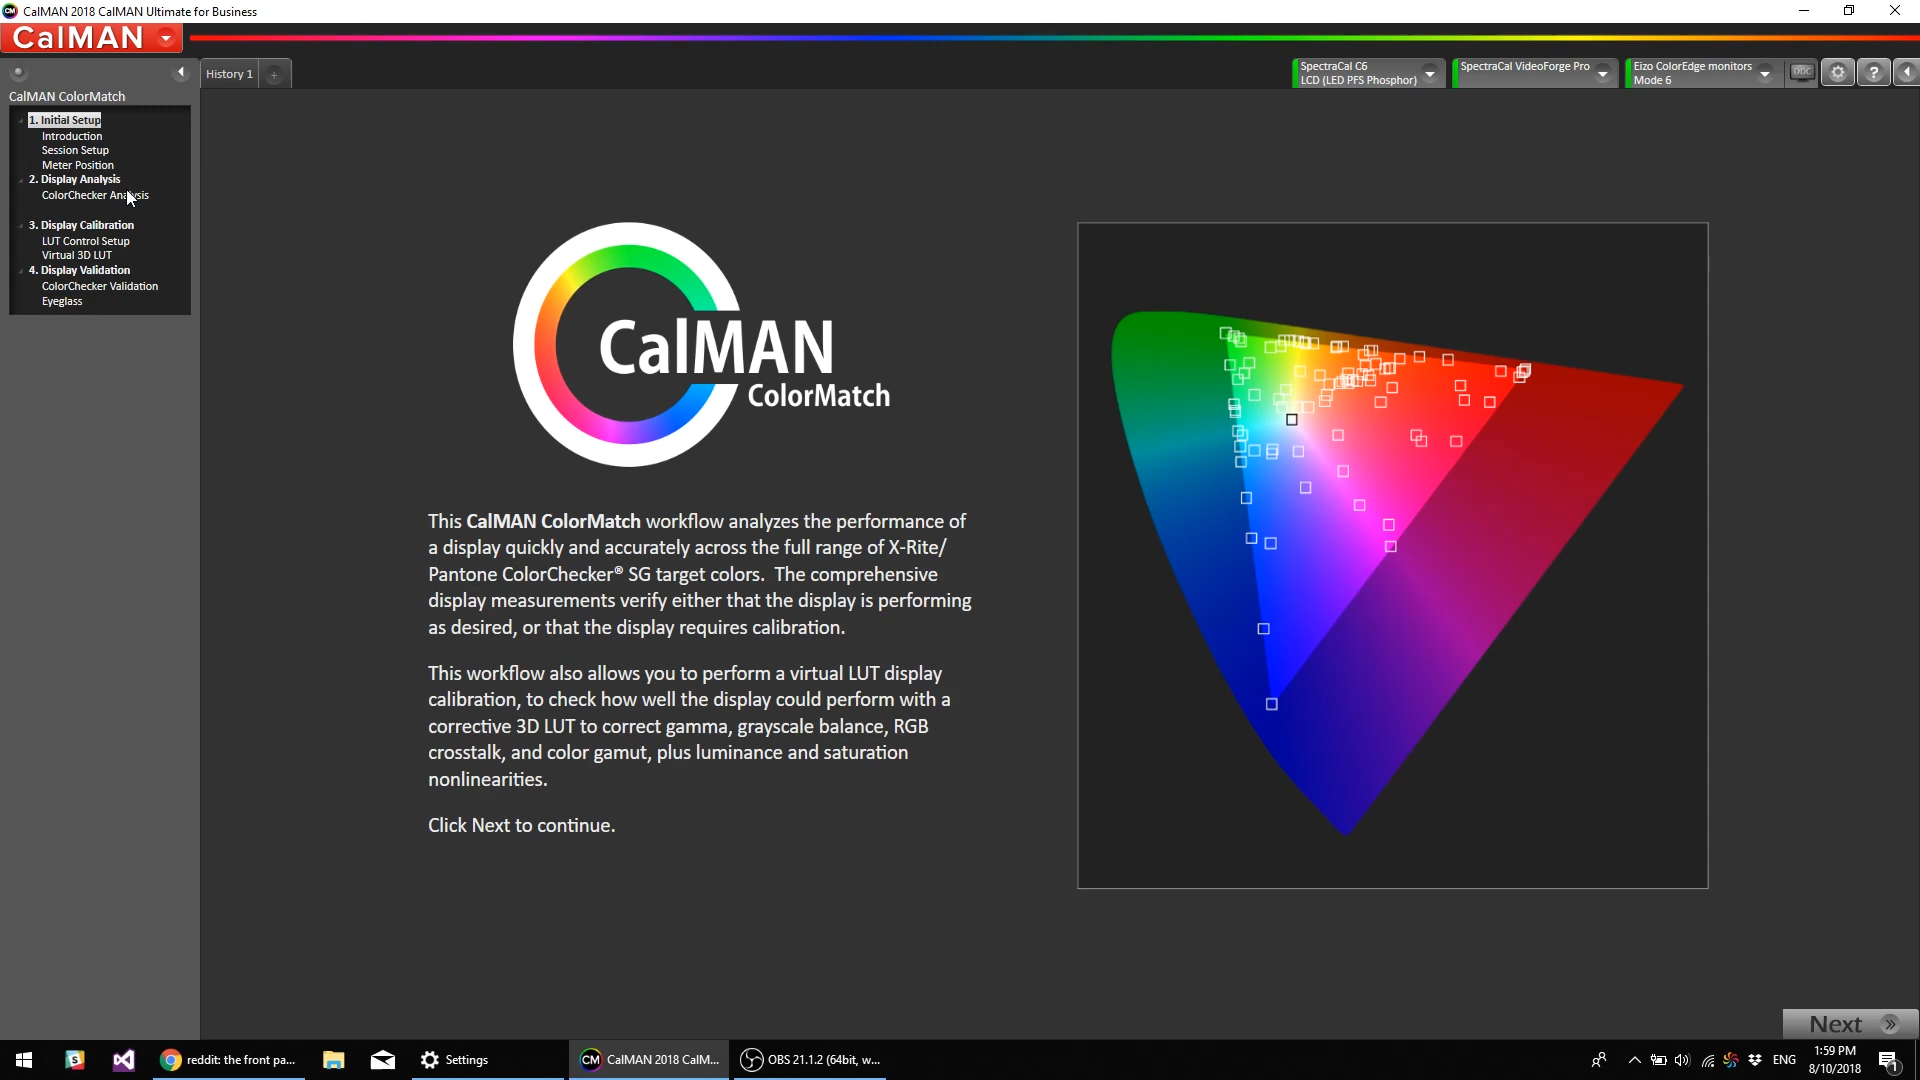 CM CalMAN 2018 CalMAN Ultimate for Business
CalMAN
History 1
+
SpectraCal C6
LCD (LED PFS Phosphor)
SpectraCal VideoForge Pro
Eizo ColorEdge monitors
Mode 6
DDC
?
CalMAN ColorMatch
1. Initial Setup
Introduction
Session Setup
Meter Position
2. Display Analysis
ColorChecker Analysis
3. Display Calibration
LUT Control Setup
Virtual 3D LUT
4. Display Validation
ColorChecker Validation
Eyeglass
CalMAN
ColorMatch
This CalMAN ColorMatch workflow analyzes the performance of
a display quickly and accurately across the full range of X-Rite/
Pantone ColorChecker® SG target colors. The comprehensive
display measurements verify either that the display is performing
as desired, or that the display requires calibration.
This workflow also allows you to perform a virtual LUT display
calibration, to check how well the display could perform with a
corrective 3D LUT to correct gamma, grayscale balance, RGB
crosstalk, and color gamut, plus luminance and saturation
nonlinearities.
Click Next to continue.
Next
reddit: the front pa...
Settings
CM CalMAN 2018 CalM...
OBS 21.1.2 (64bit, w...
ENG
1:59 PM
8/10/2018
1